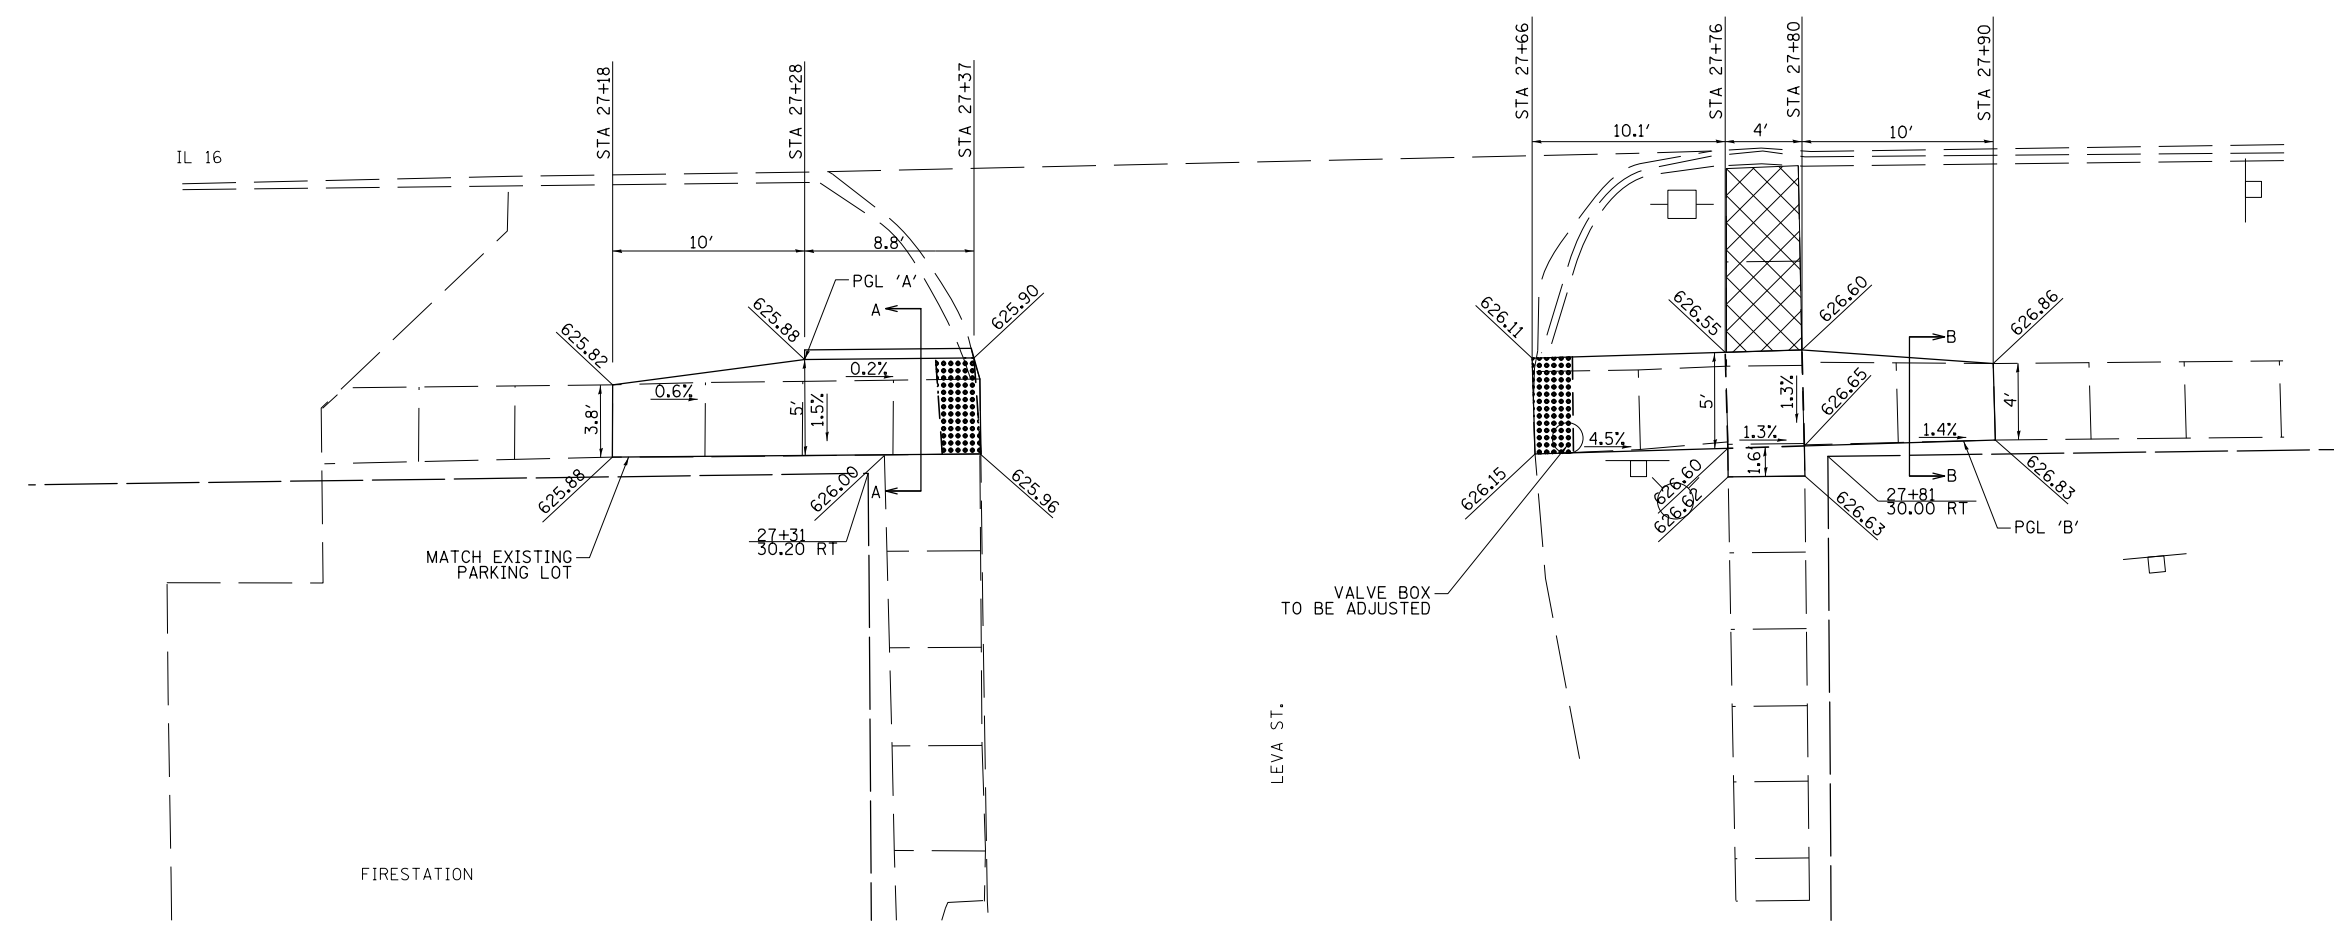 STA 27+18
STA 27+28
STA 27+37
STA 27+66
STA 27+76
STA 27+80
STA 27+90
IL 16
10'
8.8'
10.1'
4'
10'
PGL 'A'
A
625.82
625.88
625.90
0.6%
0.2%
3.8'
5'
1.5%
625.88
626.00
A
625.96
27+31
30.20 RT
MATCH EXISTING
PARKING LOT
FIRESTATION
626.11
626.55
626.60
626.86
B
626.65
5'
1.3%
4'
4.5%
1.3%
1.4%
1.6'
626.15
626.60
626.62
626.63
B
626.83
27+81
30.00 RT
PGL 'B'
VALVE BOX
TO BE ADJUSTED
LEVA ST.